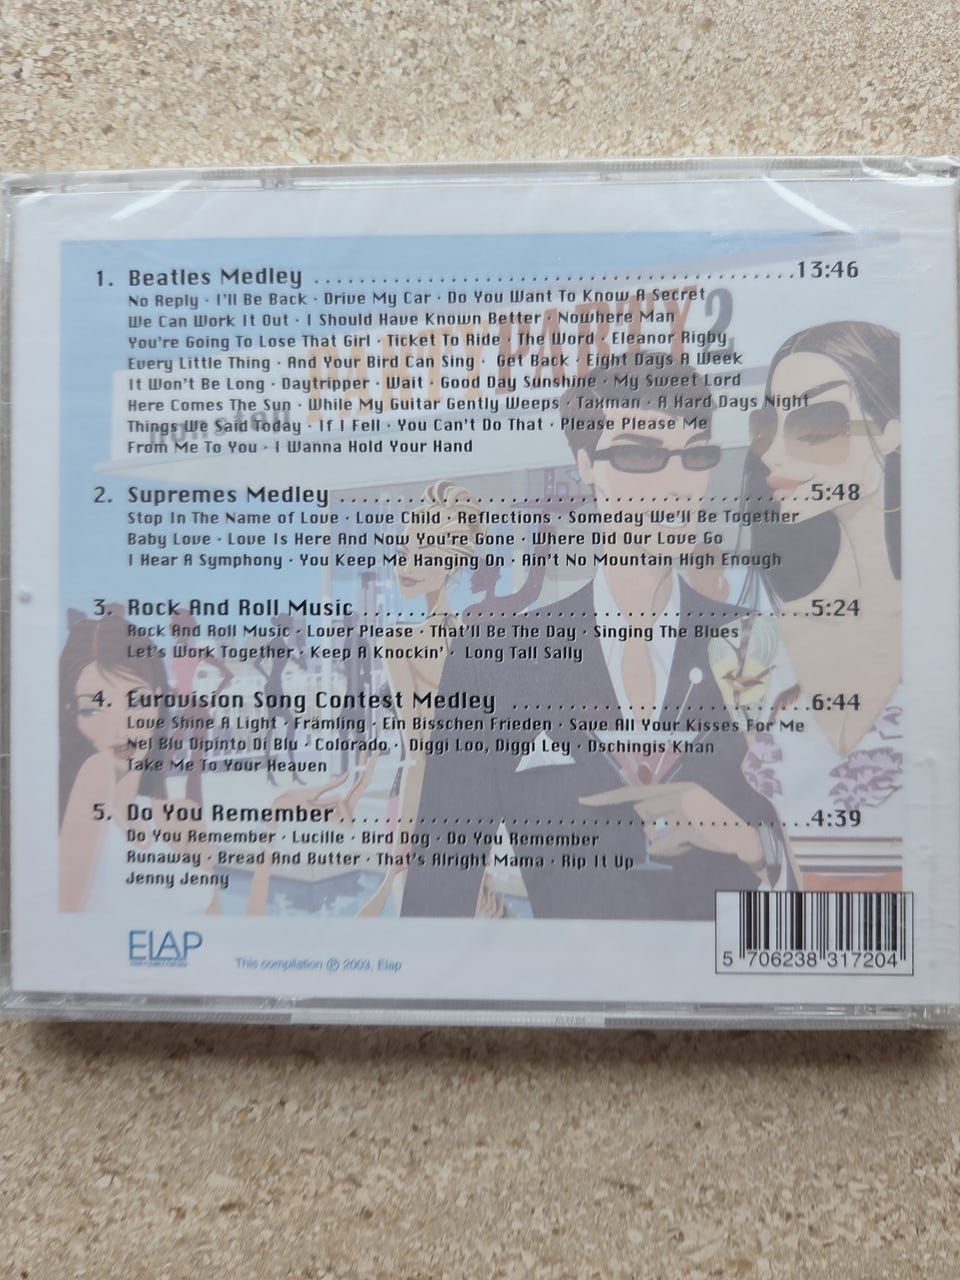 1. Beatles Medley ...............................................13:46
No Reply · I'll Be Back · Drive My Car · Do You Want To Know A Secret
We Can Work It Out · I Should Have Known Better · Nowhere Man
You're Going To Lose That Girl · Ticket To Ride · The Word · Eleanor Rigby
Every Little Thing · And Your Bird Can Sing · Get Back · Eight Days A Week
It Won't Be Long · Daytripper · Wait · Good Day Sunshine · My Sweet Lord
Here Comes The Sun · While My Guitar Gently Weeps · Taxman · A Hard Days Night
Things We Said Today · If I Fell · You Can't Do That · Please Please Me
From Me To You · I Wanna Hold Your Hand
2. Supremes Medley ...............................................5:48
Stop In The Name of Love · Love Child · Reflections · Someday We'll Be Together
Baby Love · Love Is Here And Now You're Gone · Where Did Our Love Go
I Hear A Symphony · You Keep Me Hanging On · Ain't No Mountain High Enough
3. Rock And Roll Music ...........................................5:24
Rock And Roll Music · Lover Please · That'll Be The Day · Singing The Blues
Let's Work Together · Keep A Knockin' · Long Tall Sally
4. Eurovision Song Contest Medley ..............................6:44
Love Shine A Light · Främling · Ein Bisschen Frieden · Save All Your Kisses For Me
Nel Blu Dipinto Di Blu · Colorado · Diggi Loo, Diggi Ley · Dschingis Khan
Take Me To Your Heaven
5. Do You Remember ..............................................4:39
Do You Remember · Lucille · Bird Dog · Do You Remember
Runaway · Bread And Butter · That's Alright Mama · Rip It Up
Jenny Jenny
ELAP
This compilation ℗ 2003, Elap
5 706238 317204